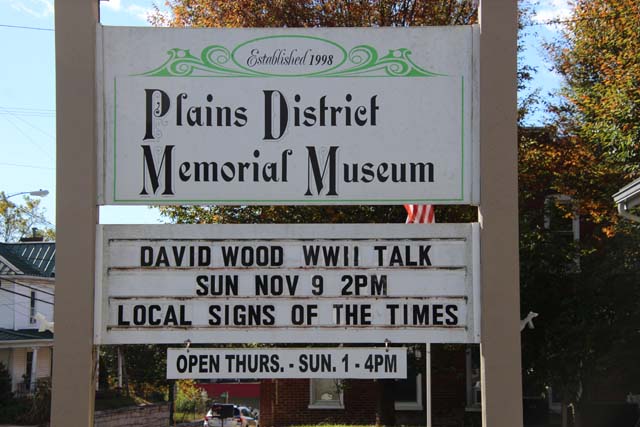 Established 1998
Plains District
Memorial Museum
DAVID WOOD WWII TALK
SUN NOV 9 2PM
LOCAL SIGNS OF THE TIMES
OPEN THURS. - SUN. 1 - 4PM